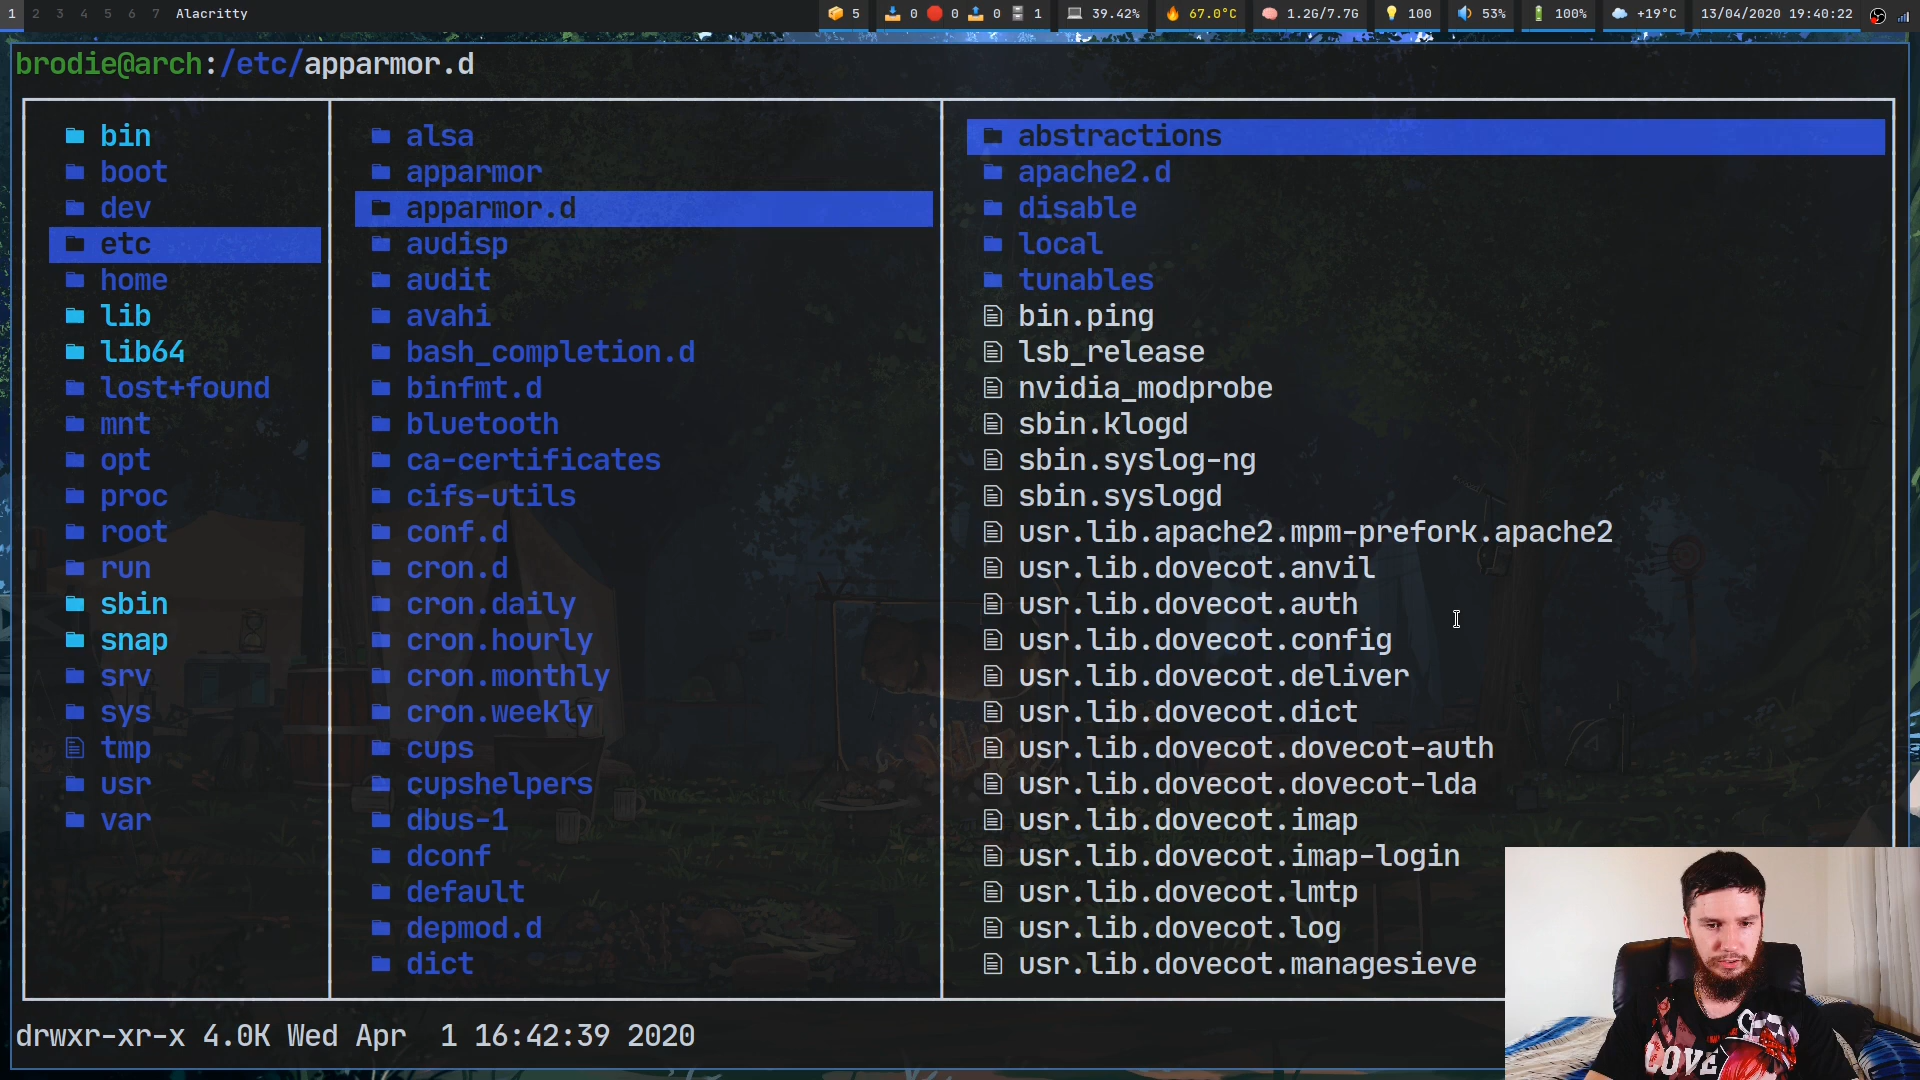 1 2 3 4 5 6 7 Alacritty
5 0 0 0 1 39.42% 67.0°C 1.2G/7.7G 100 53% 100% +19°C 13/04/2020 19:40:22
brodie@arch:/etc/apparmor.d
bin
boot
dev
etc
home
lib
lib64
lost+found
mnt
opt
proc
root
run
sbin
snap
srv
sys
tmp
usr
var
alsa
apparmor
apparmor.d
audisp
audit
avahi
bash_completion.d
binfmt.d
bluetooth
ca-certificates
cifs-utils
conf.d
cron.d
cron.daily
cron.hourly
cron.monthly
cron.weekly
cups
cupshelpers
dbus-1
dconf
default
depmod.d
dict
abstractions
apache2.d
disable
local
tunables
bin.ping
lsb_release
nvidia_modprobe
sbin.klogd
sbin.syslog-ng
sbin.syslogd
usr.lib.apache2.mpm-prefork.apache2
usr.lib.dovecot.anvil
usr.lib.dovecot.auth
usr.lib.dovecot.config
usr.lib.dovecot.deliver
usr.lib.dovecot.dict
usr.lib.dovecot.dovecot-auth
usr.lib.dovecot.dovecot-lda
usr.lib.dovecot.imap
usr.lib.dovecot.imap-login
usr.lib.dovecot.lmtp
usr.lib.dovecot.log
usr.lib.dovecot.managesieve
drwxr-xr-x 4.0K Wed Apr  1 16:42:39 2020
LOVE